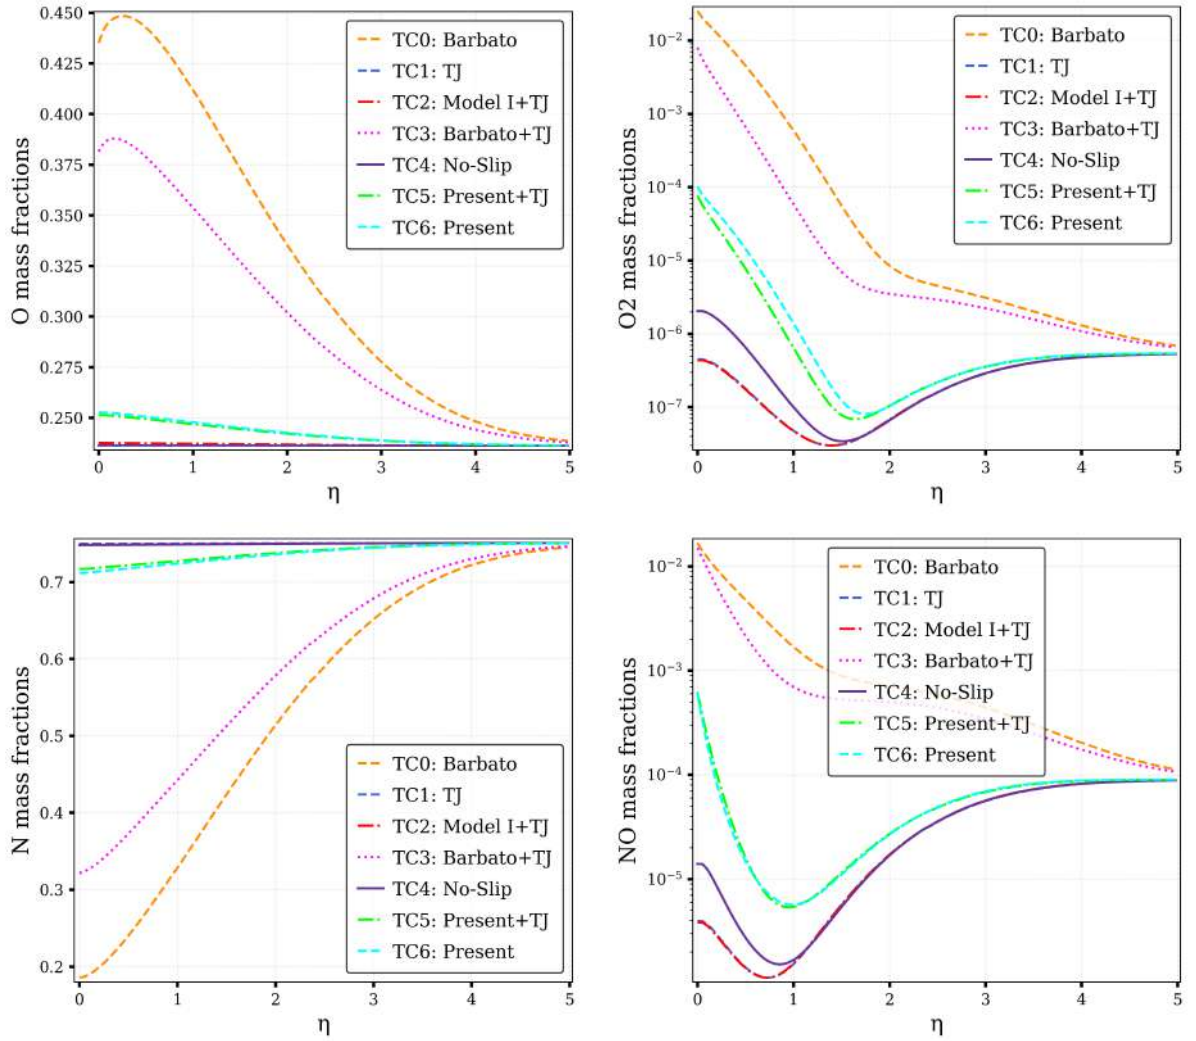 O mass fractions
0.450
0.425
0.400
0.375
0.350
0.325
0.300
0.275
0.250
0 1 2 3 4 5
η
TC0: Barbato
TC1: TJ
TC2: Model I+TJ
TC3: Barbato+TJ
TC4: No-Slip
TC5: Present+TJ
TC6: Present
O2 mass fractions
10⁻²
10⁻³
10⁻⁴
10⁻⁵
10⁻⁶
10⁻⁷
0 1 2 3 4 5
η
TC0: Barbato
TC1: TJ
TC2: Model I+TJ
TC3: Barbato+TJ
TC4: No-Slip
TC5: Present+TJ
TC6: Present
N mass fractions
0.7
0.6
0.5
0.4
0.3
0.2
0 1 2 3 4 5
η
TC0: Barbato
TC1: TJ
TC2: Model I+TJ
TC3: Barbato+TJ
TC4: No-Slip
TC5: Present+TJ
TC6: Present
NO mass fractions
10⁻²
10⁻³
10⁻⁴
10⁻⁵
0 1 2 3 4 5
η
TC0: Barbato
TC1: TJ
TC2: Model I+TJ
TC3: Barbato+TJ
TC4: No-Slip
TC5: Present+TJ
TC6: Present